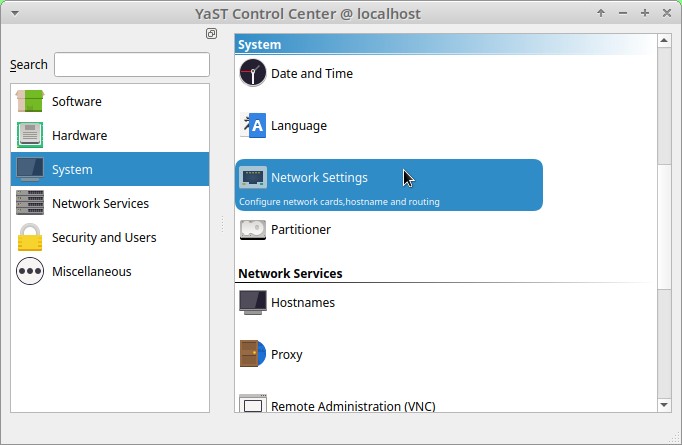 YaST Control Center @ localhost
Search
Software
Hardware
System
Network Services
Security and Users
Miscellaneous
System
Date and Time
Language
Network Settings
Configure network cards,hostname and routing
Partitioner
Network Services
Hostnames
Proxy
Remote Administration (VNC)